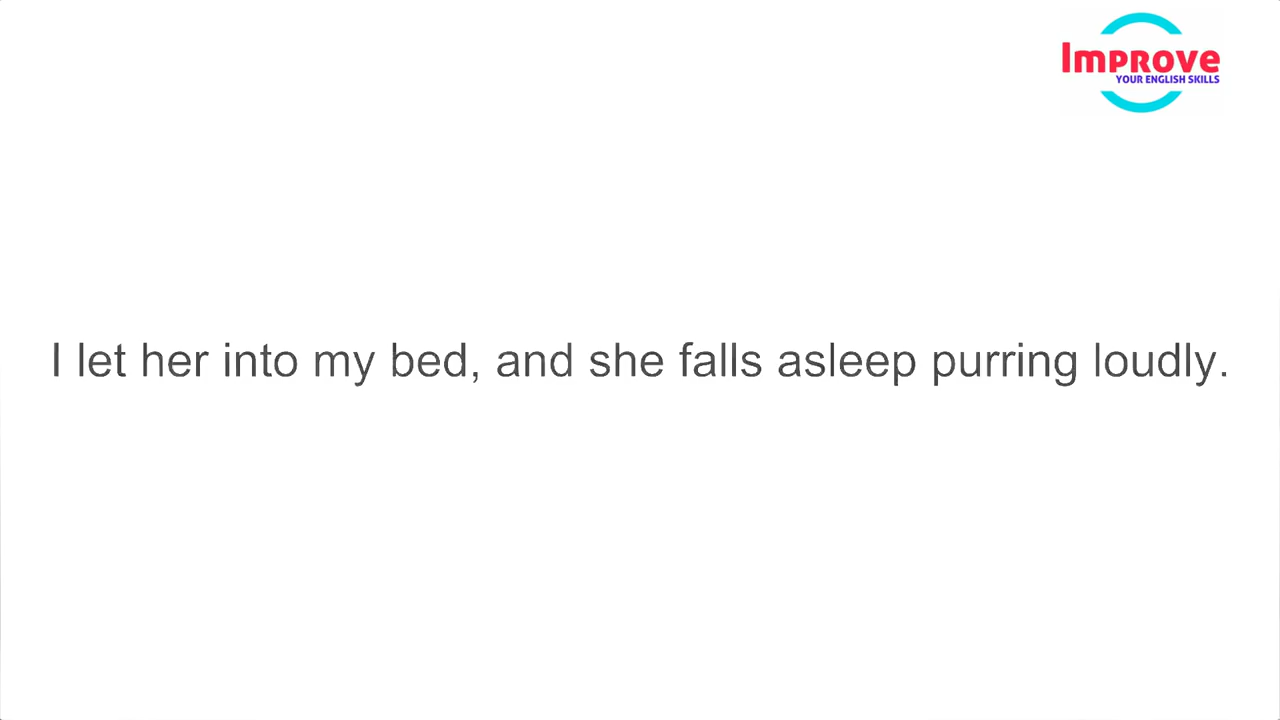 Improve
YOUR ENGLISH SKILLS
I let her into my bed, and she falls asleep purring loudly.